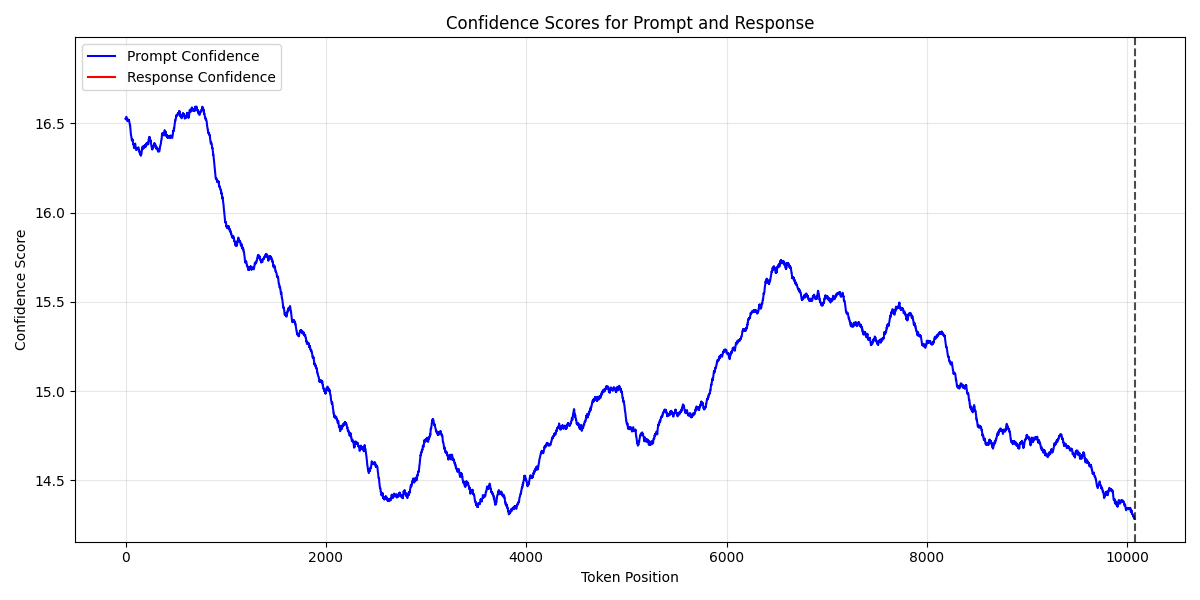 Confidence Scores for Prompt and Response
Prompt Confidence
Response Confidence
Confidence Score
16.5
16.0
15.5
15.0
14.5
0
2000
4000
6000
8000
10000
Token Position